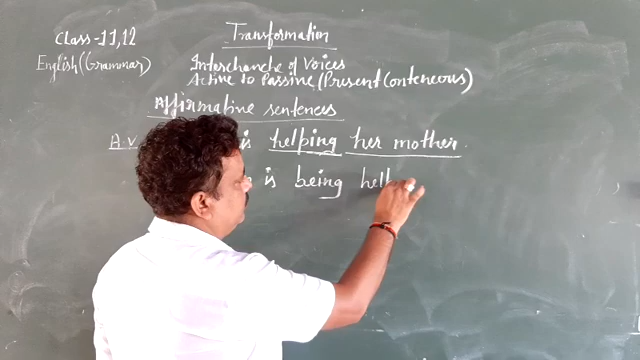 Class-11,12
English (Grammar)
Transformation
Interchange of Voices
Active to Passive, (Present Conteneous)
Affirmative sentences
A.V is helping her mother.
is being hel